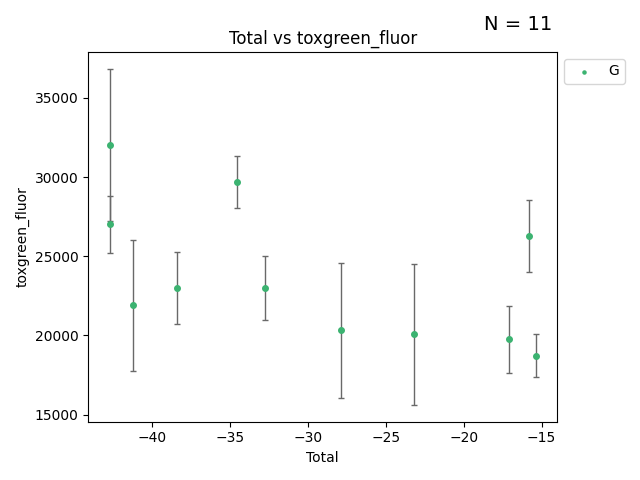 N = 11
Total vs toxgreen_fluor
G
35000
30000
25000
20000
15000
toxgreen_fluor
−40 −35 −30 −25 −20 −15
Total